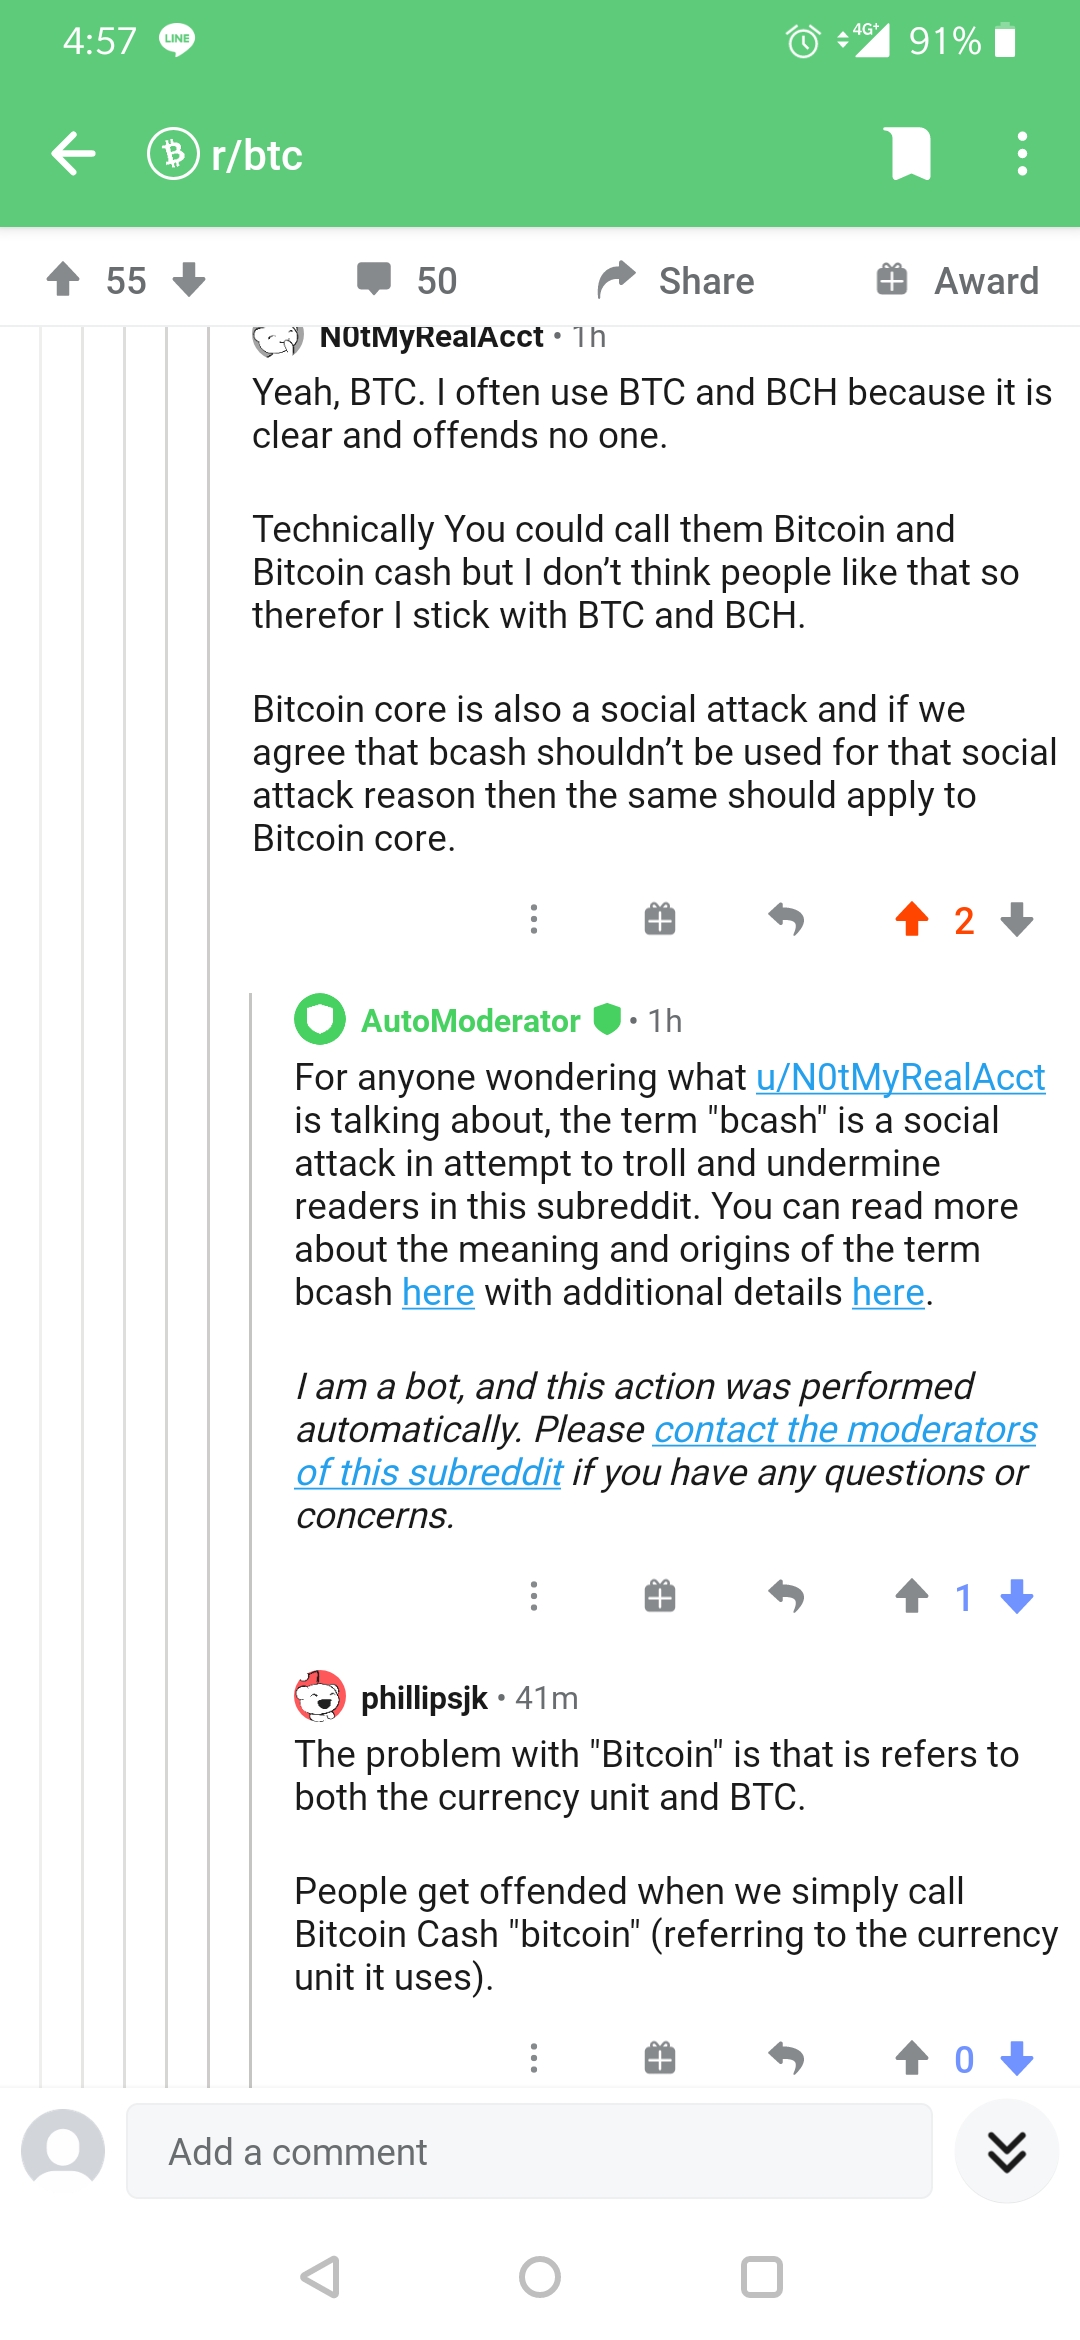 4:57 LINE 4G+ 91%
r/btc
55 50 Share Award
N0tMyRealAcct • 1h
Yeah, BTC. I often use BTC and BCH because it is
clear and offends no one.
Technically You could call them Bitcoin and
Bitcoin cash but I don’t think people like that so
therefor I stick with BTC and BCH.
Bitcoin core is also a social attack and if we
agree that bcash shouldn’t be used for that social
attack reason then the same should apply to
Bitcoin core.
2
AutoModerator • 1h
For anyone wondering what u/N0tMyRealAcct
is talking about, the term "bcash" is a social
attack in attempt to troll and undermine
readers in this subreddit. You can read more
about the meaning and origins of the term
bcash here with additional details here.
I am a bot, and this action was performed
automatically. Please contact the moderators
of this subreddit if you have any questions or
concerns.
1
phillipsjk • 41m
The problem with "Bitcoin" is that is refers to
both the currency unit and BTC.
People get offended when we simply call
Bitcoin Cash "bitcoin" (referring to the currency
unit it uses).
0
Add a comment